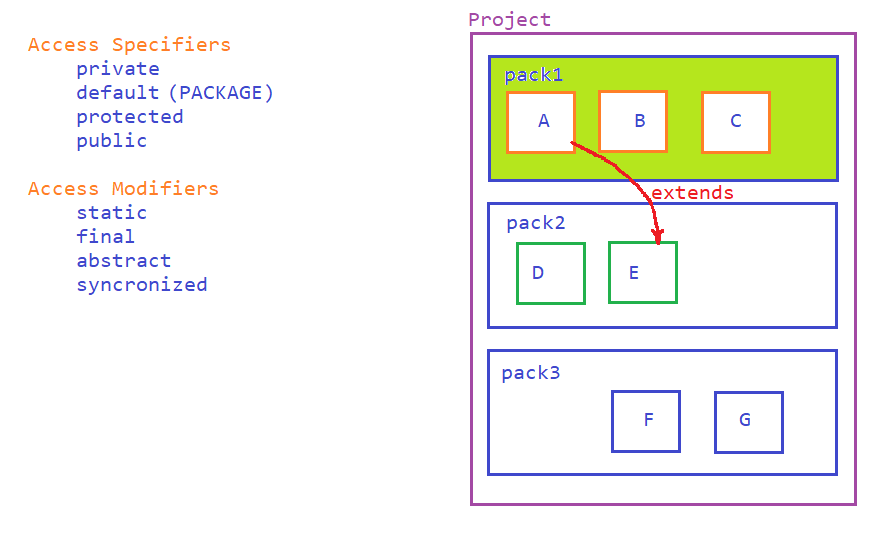 Access Specifiers
private
default (PACKAGE)
protected
public
Access Modifiers
static
final
abstract
syncronized
Project
pack1
A
B
C
extends
pack2
D
E
pack3
F
G